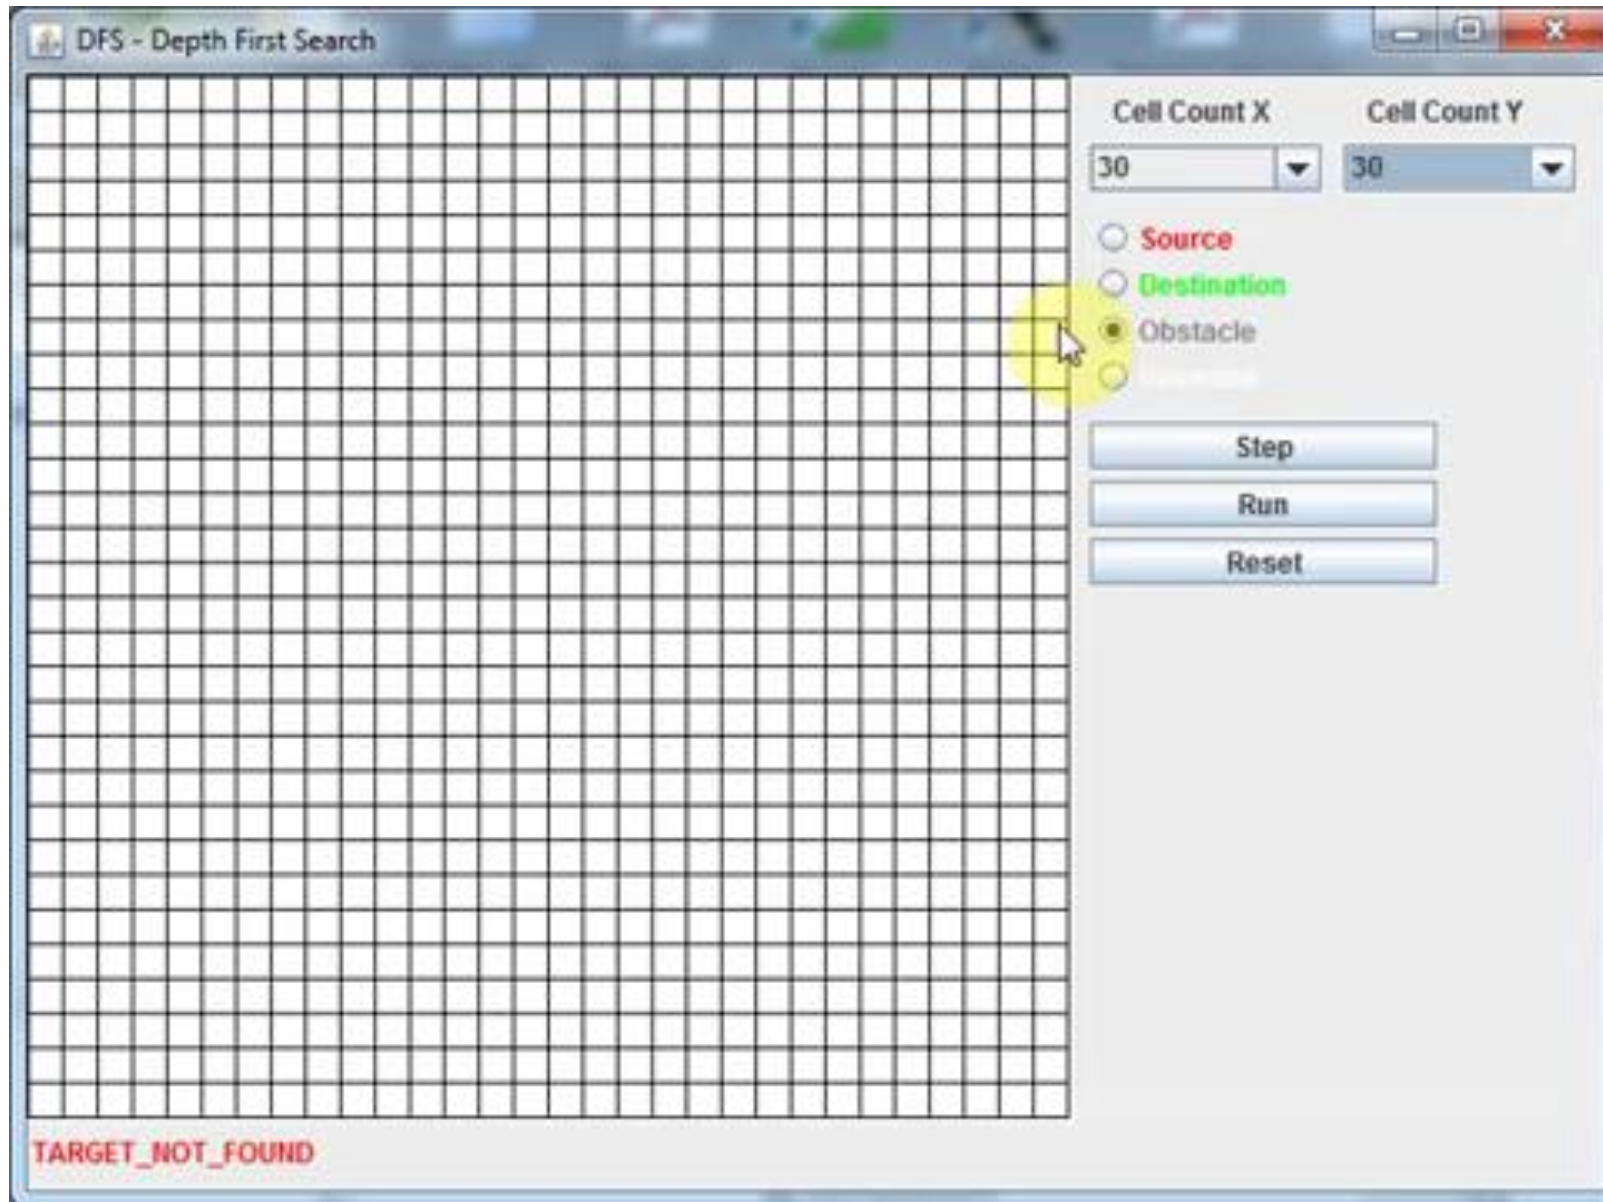 DFS - Depth First Search
Cell Count X Cell Count Y
30 30
Source
Destination
Obstacle
Step
Run
Reset
TARGET_NOT_FOUND